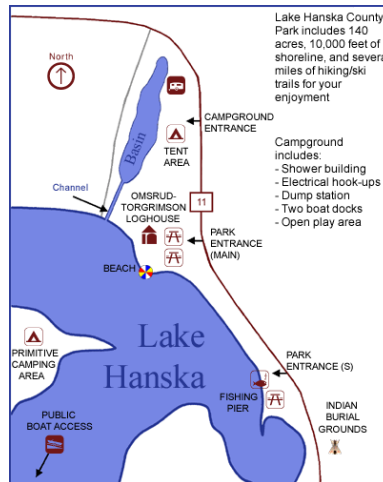 Lake Hanska County
Park includes 140
acres, 10,000 feet of
shoreline, and severa
miles of hiking/ski
trails for your
enjoyment
North
CAMPGROUND
ENTRANCE
TENT
AREA
Basin
Campground
includes:
- Shower building
- Electrical hook-ups
- Dump station
- Two boat docks
- Open play area
Channel
OMSRUD-
TORGRIMSON
LOGHOUSE
11
PARK
ENTRANCE
(MAIN)
BEACH
Lake
Hanska
PRIMITIVE
CAMPING
AREA
PARK
ENTRANCE (S)
FISHING
PIER
INDIAN
BURIAL
GROUNDS
PUBLIC
BOAT ACCESS